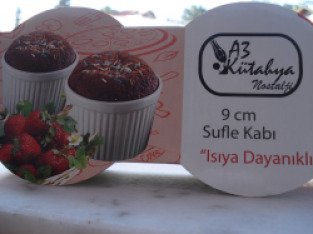 A3
Kütahya
Nostalji
9 cm
Sufle Kabı
"Isıya Dayanıklı